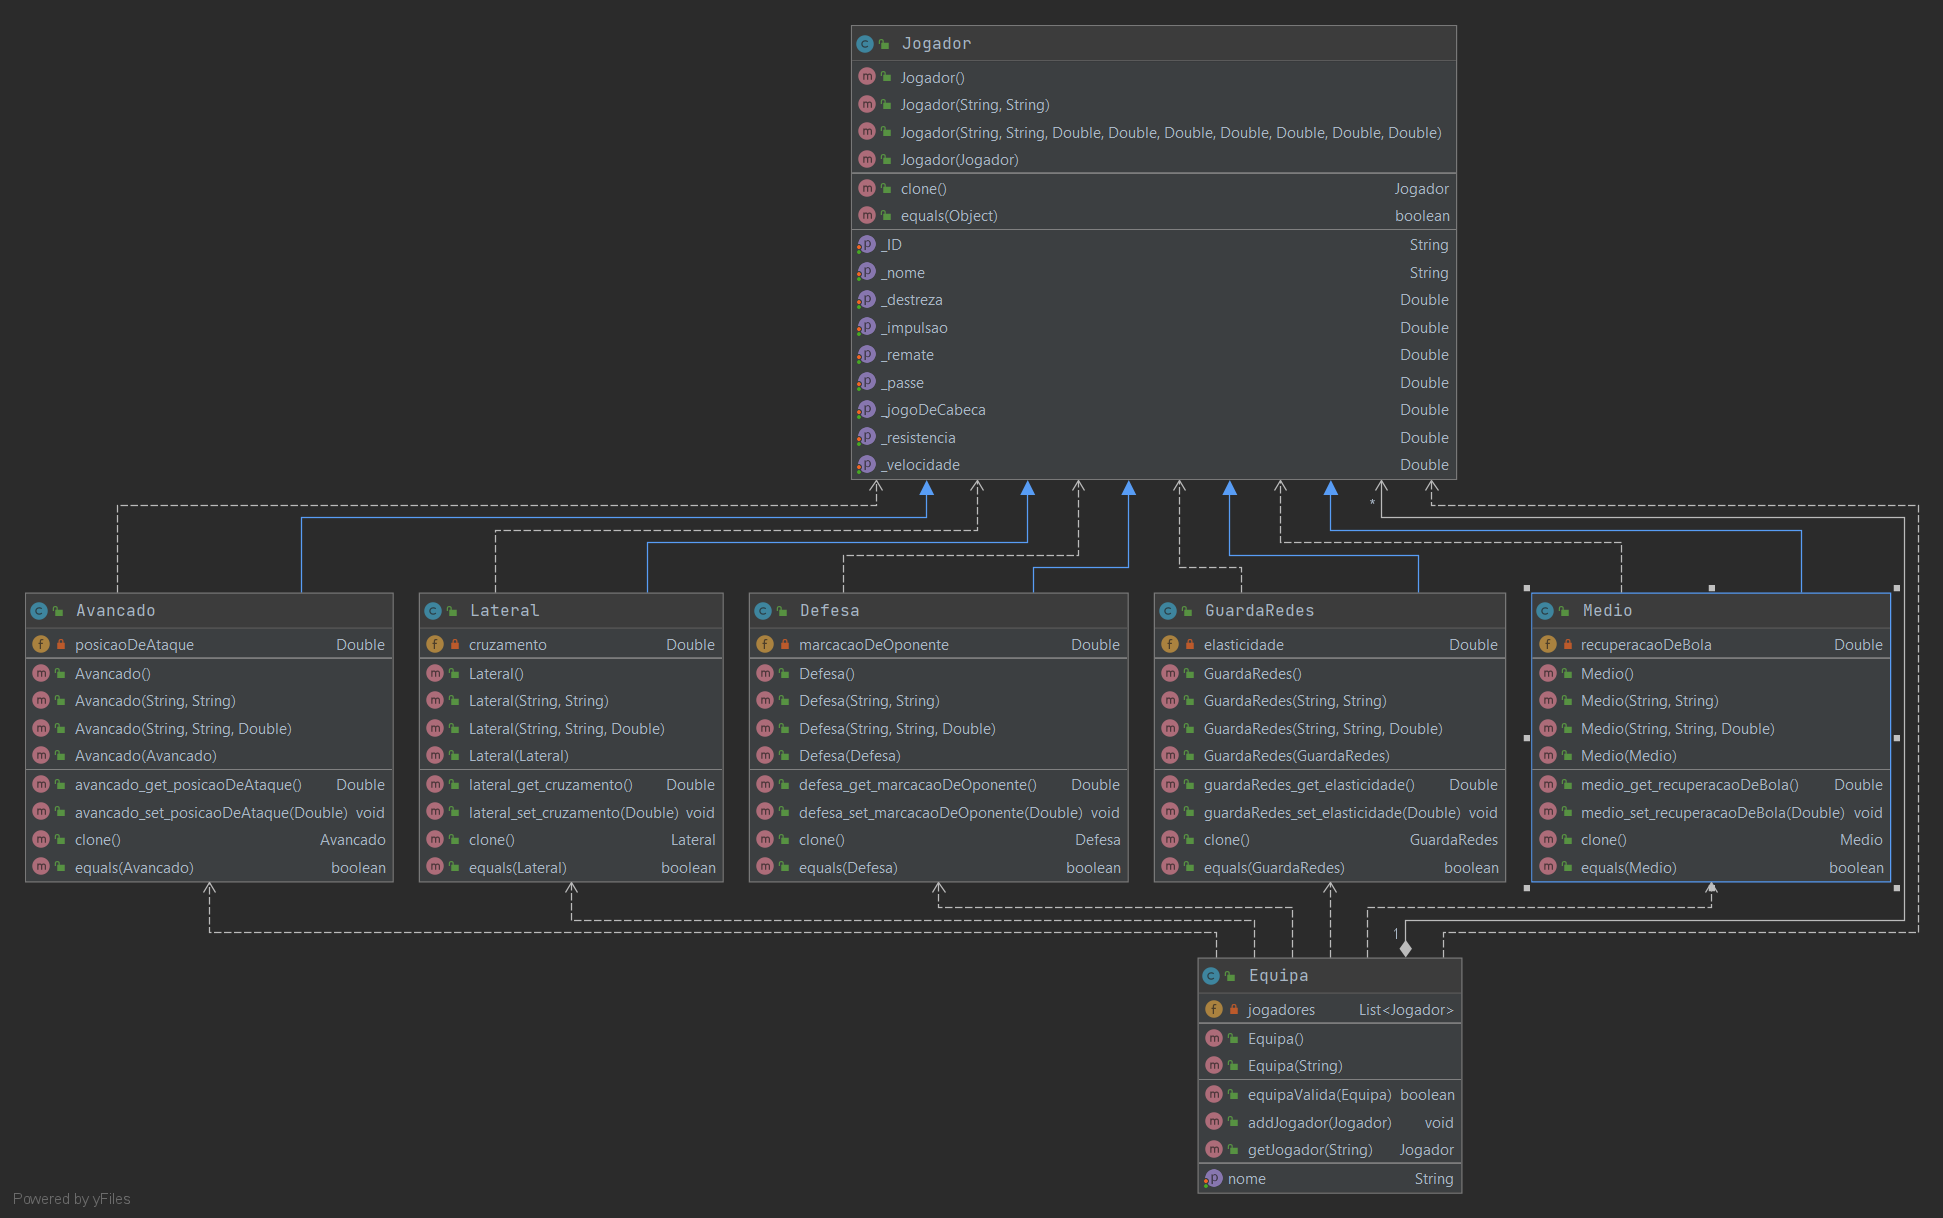 Jogador
Jogador()
Jogador(String, String)
Jogador(String, String, Double, Double, Double, Double, Double, Double, Double)
Jogador(Jogador)
clone() Jogador
equals(Object) boolean
_ID String
_nome String
_destreza Double
_impulsao Double
_remate Double
_passe Double
_jogoDeCabeca Double
_resistencia Double
_velocidade Double
*
Avancado
posicaoDeAtaque Double
Avancado()
Avancado(String, String)
Avancado(String, String, Double)
Avancado(Avancado)
avancado_get_posicaoDeAtaque() Double
avancado_set_posicaoDeAtaque(Double) void
clone() Avancado
equals(Avancado) boolean
Lateral
cruzamento Double
Lateral()
Lateral(String, String)
Lateral(String, String, Double)
Lateral(Lateral)
lateral_get_cruzamento() Double
lateral_set_cruzamento(Double) void
clone() Lateral
equals(Lateral) boolean
Defesa
marcacaoDeOponente Double
Defesa()
Defesa(String, String)
Defesa(String, String, Double)
Defesa(Defesa)
defesa_get_marcacaoDeOponente() Double
defesa_set_marcacaoDeOponente(Double) void
clone() Defesa
equals(Defesa) boolean
GuardaRedes
elasticidade Double
GuardaRedes()
GuardaRedes(String, String)
GuardaRedes(String, String, Double)
GuardaRedes(GuardaRedes)
guardaRedes_get_elasticidade() Double
guardaRedes_set_elasticidade(Double) void
clone() GuardaRedes
equals(GuardaRedes) boolean
Medio
recuperacaoDeBola Double
Medio()
Medio(String, String)
Medio(String, String, Double)
Medio(Medio)
medio_get_recuperacaoDeBola() Double
medio_set_recuperacaoDeBola(Double) void
clone() Medio
equals(Medio) boolean
1
Equipa
jogadores List<Jogador>
Equipa()
Equipa(String)
equipaValida(Equipa) boolean
addJogador(Jogador) void
getJogador(String) Jogador
nome String
Powered by yFiles